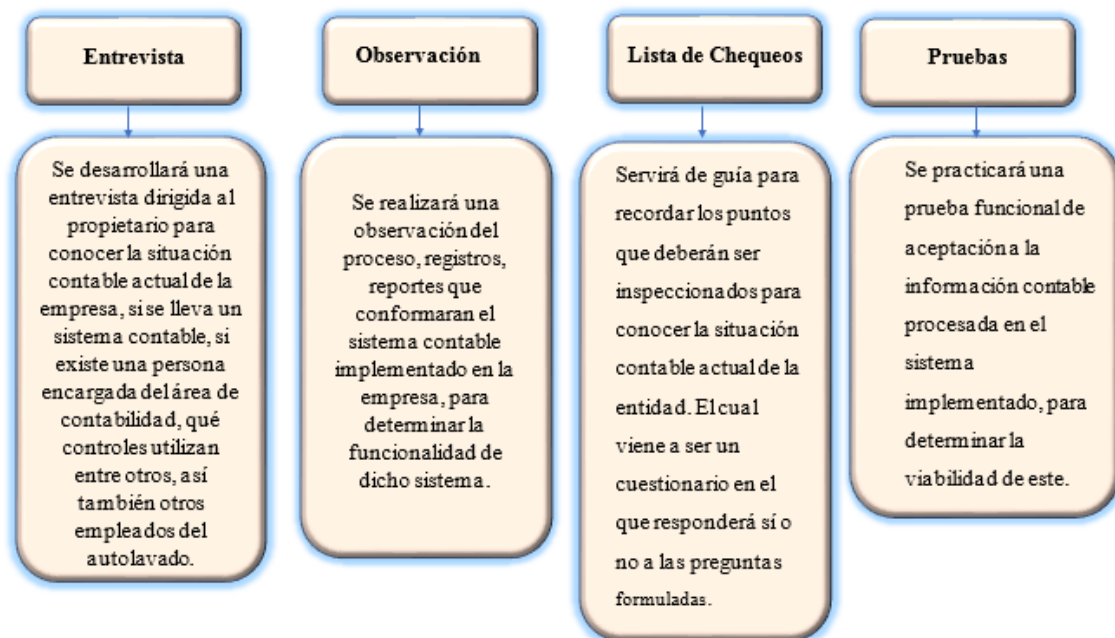 Entrevista
Se desarrollará una
entrevista dirigida al
propietario para
conocer la situación
contable actual de la
empresa, si se lleva un
sistema contable, si
existe una persona
encargada del área de
contabilidad, qué
controles utilizan
entre otros, así
también otros
empleados del
autolavado.
Observación
Se realizará una
observación del
proceso, registros,
reportes que
conformaran el
sistema contable
implementado en la
empresa, para
determinar la
funcionalidad de
dicho sistema.
Lista de Chequeos
Servirá de guía para
recordar los puntos
que deberán ser
inspeccionados para
conocer la situación
contable actual de la
entidad. El cual
viene a ser un
cuestionario en el
que responderá sí o
no a las preguntas
formuladas.
Pruebas
Se practicará una
prueba funcional de
aceptación a la
información contable
procesada en el
sistema
implementado, para
determinar la
viabilidad de este.